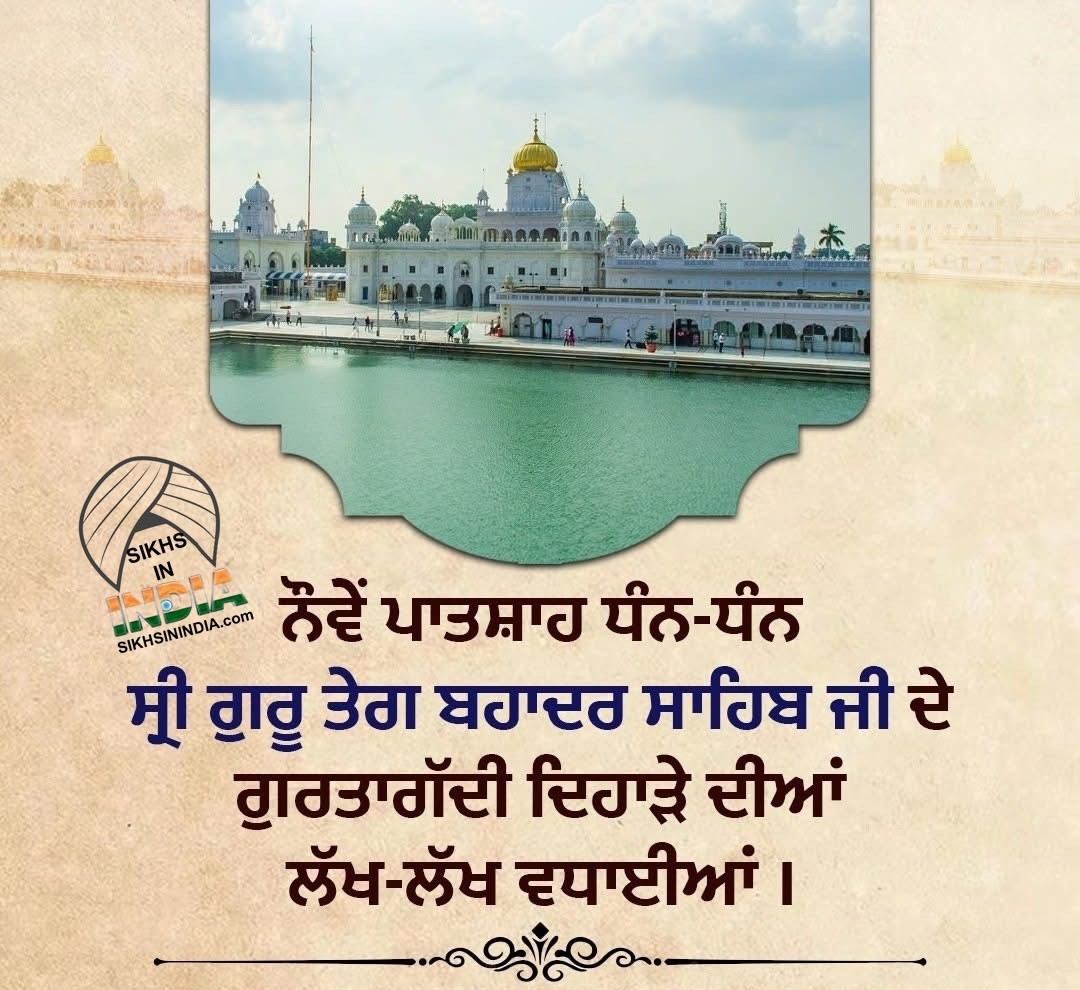 SIKHS
IN
INDIA
SIKHSININDIA.com
ਨੌਵੇਂ ਪਾਤਸ਼ਾਹ ਧੰਨ-ਧੰਨ
ਸ੍ਰੀ ਗੁਰੂ ਤੇਗ ਬਹਾਦਰ ਸਾਹਿਬ ਜੀ ਦੇ
ਗੁਰਤਾਗੱਦੀ ਦਿਹਾੜੇ ਦੀਆਂ
ਲੱਖ-ਲੱਖ ਵਧਾਈਆਂ ।